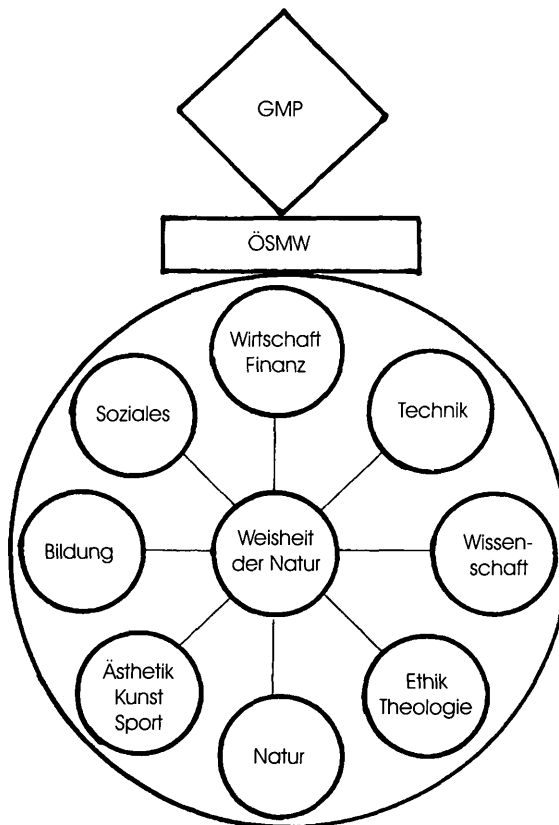 GMP
ÖSMW
Wirtschaft
Finanz
Soziales
Technik
Bildung
Weisheit
der Natur
Wissen-
schaft
Ästhetik
Kunst
Sport
Ethik
Theologie
Natur